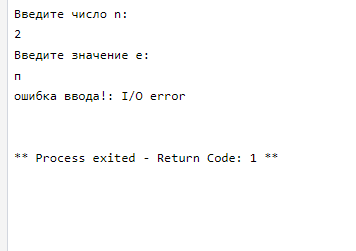 Введите число n:
2
Введите значение e:
п
ошибка ввода!: I/O error
** Process exited - Return Code: 1 **